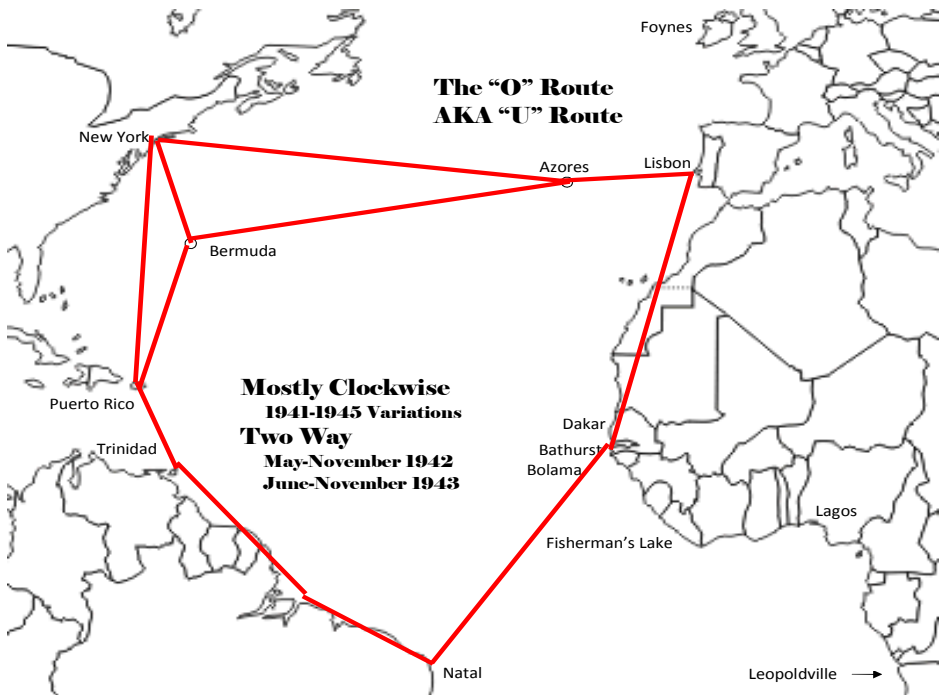 Foynes
The “O” Route
AKA “U” Route
New York
Azores
Lisbon
Bermuda
Mostly Clockwise
1941-1945 Variations
Two Way
May-November 1942
June-November 1943
Puerto Rico
Trinidad
Dakar
Bathurst
Bolama
Lagos
Fisherman’s Lake
Natal
Leopoldville